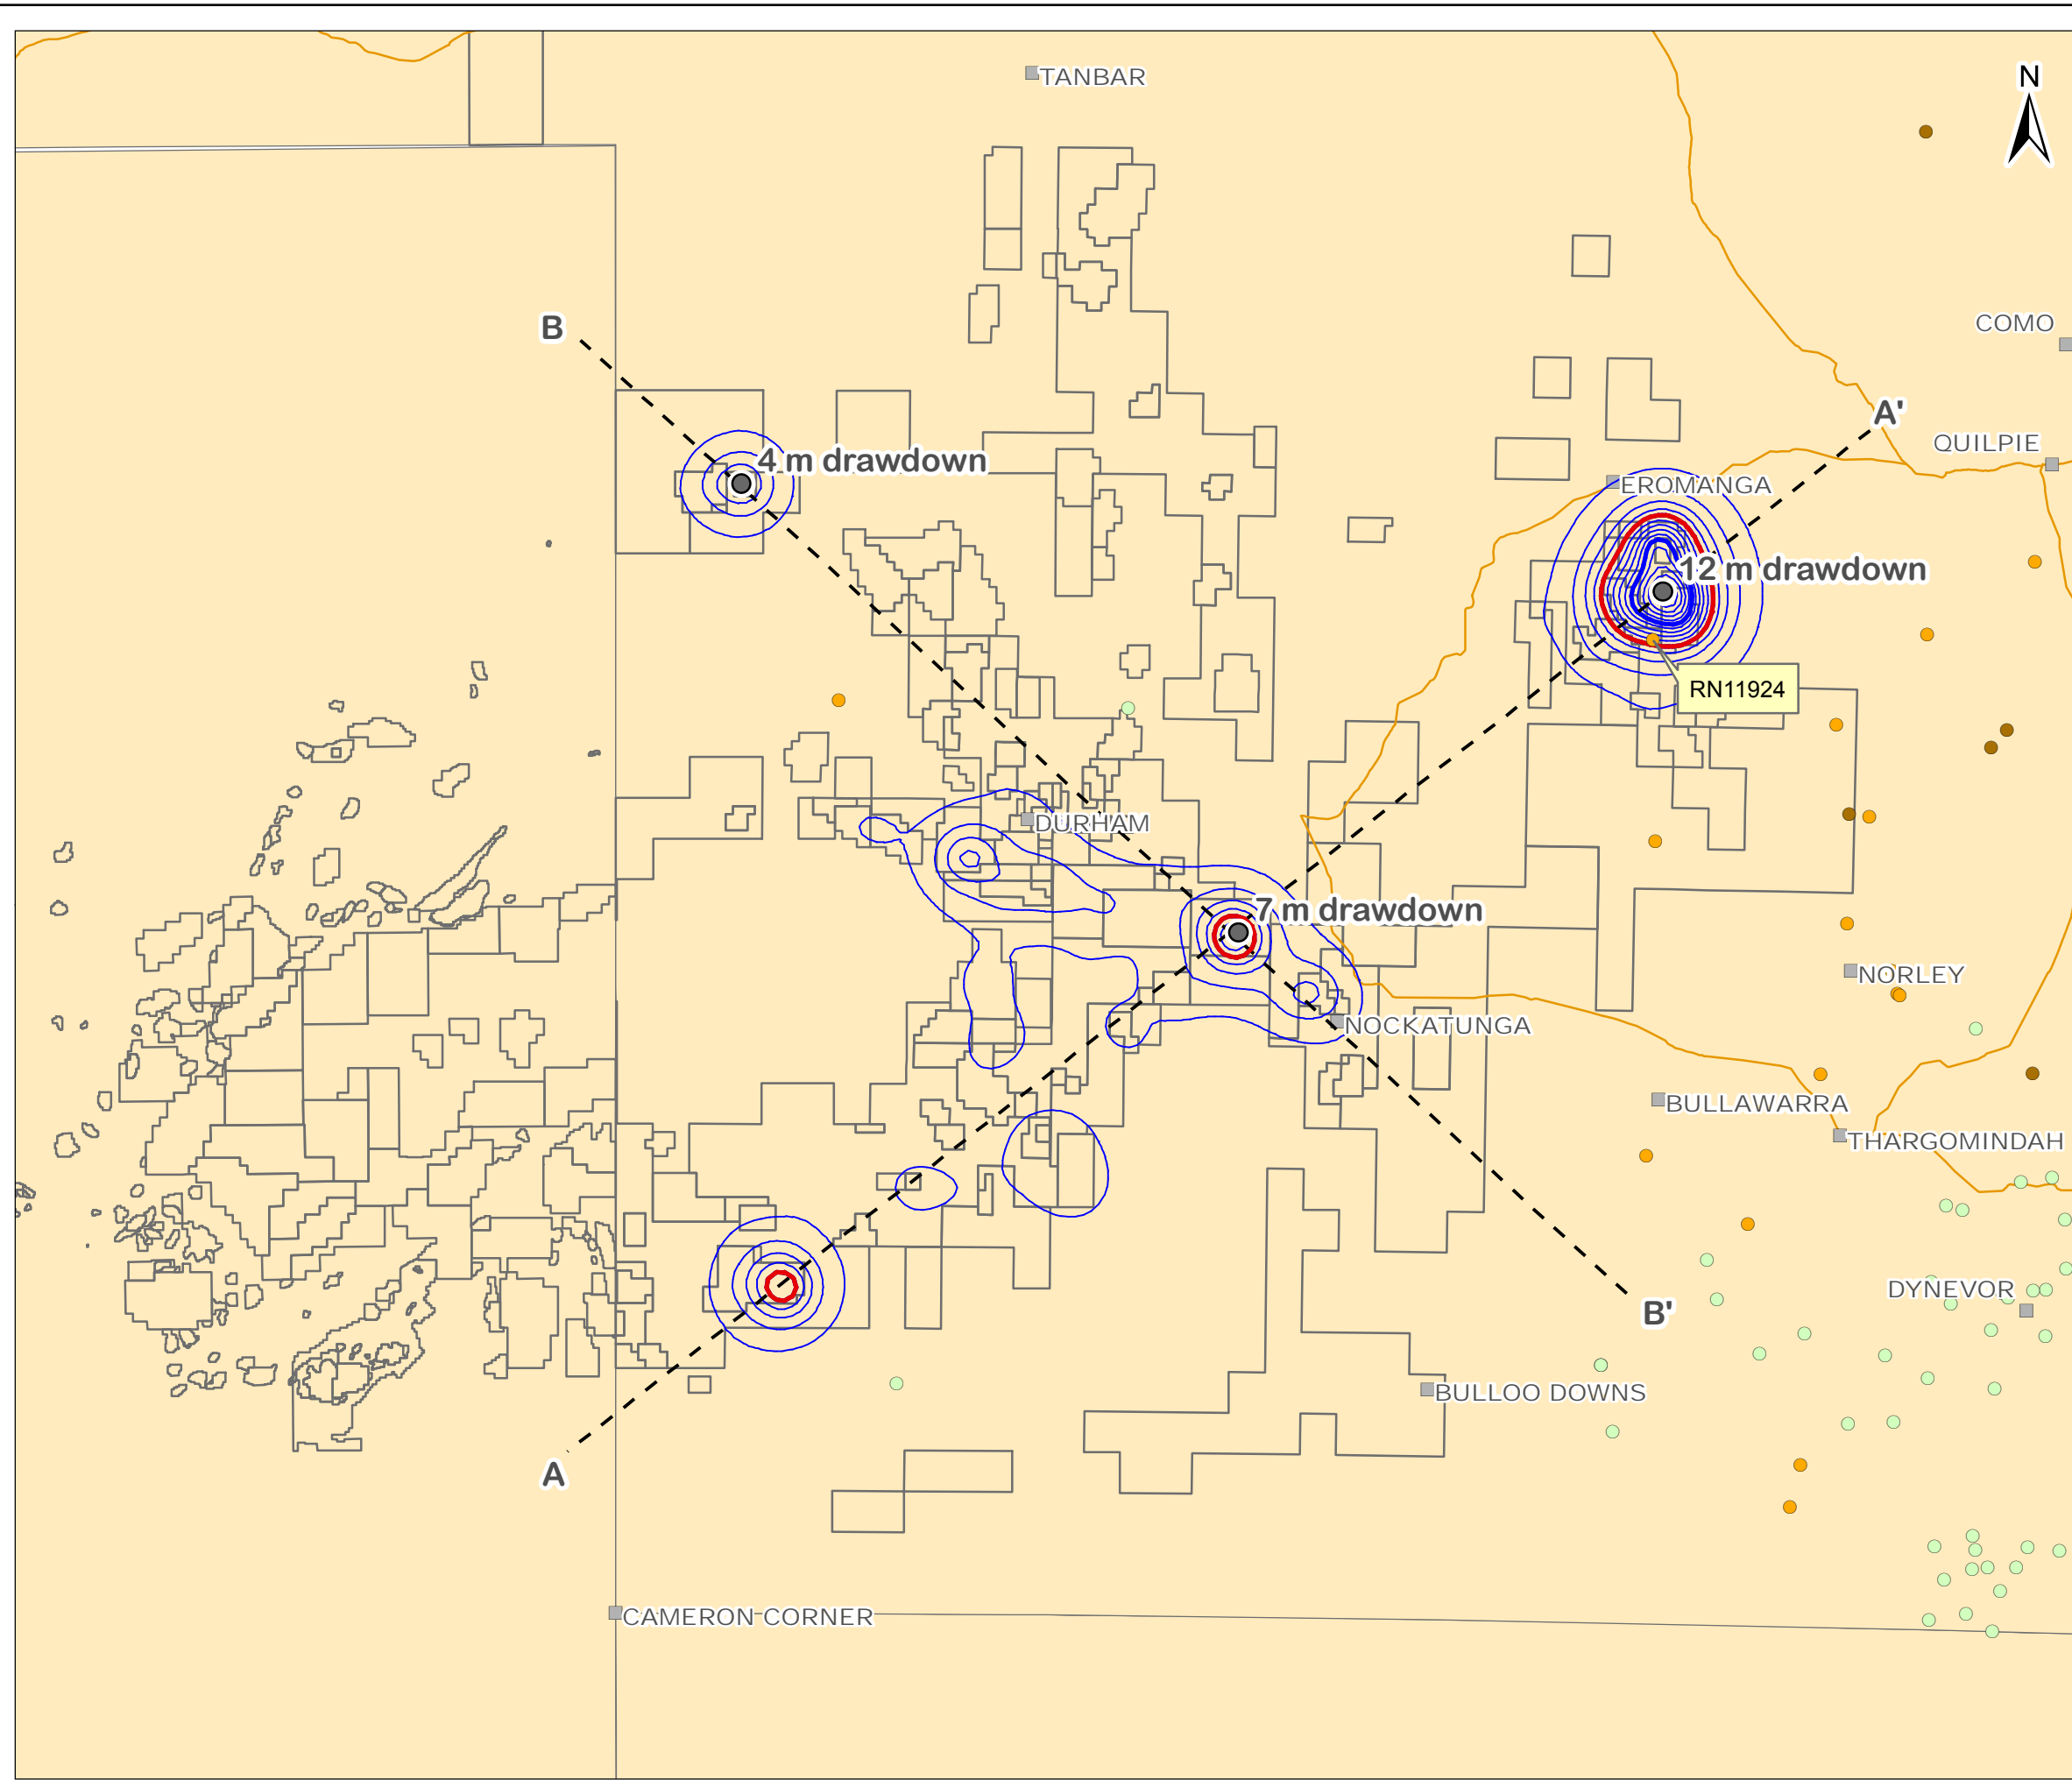 TANBAR
N
B
COMO
A'
QUILPIE
4 m drawdown
EROMANGA
12 m drawdown
RN11924
DURHAM
7 m drawdown
NORLEY
NOCKATUNGA
BULLAWARRA
THARGOMINDAH
DYNEVOR
B'
BULLOO DOWNS
A
CAMERON CORNER